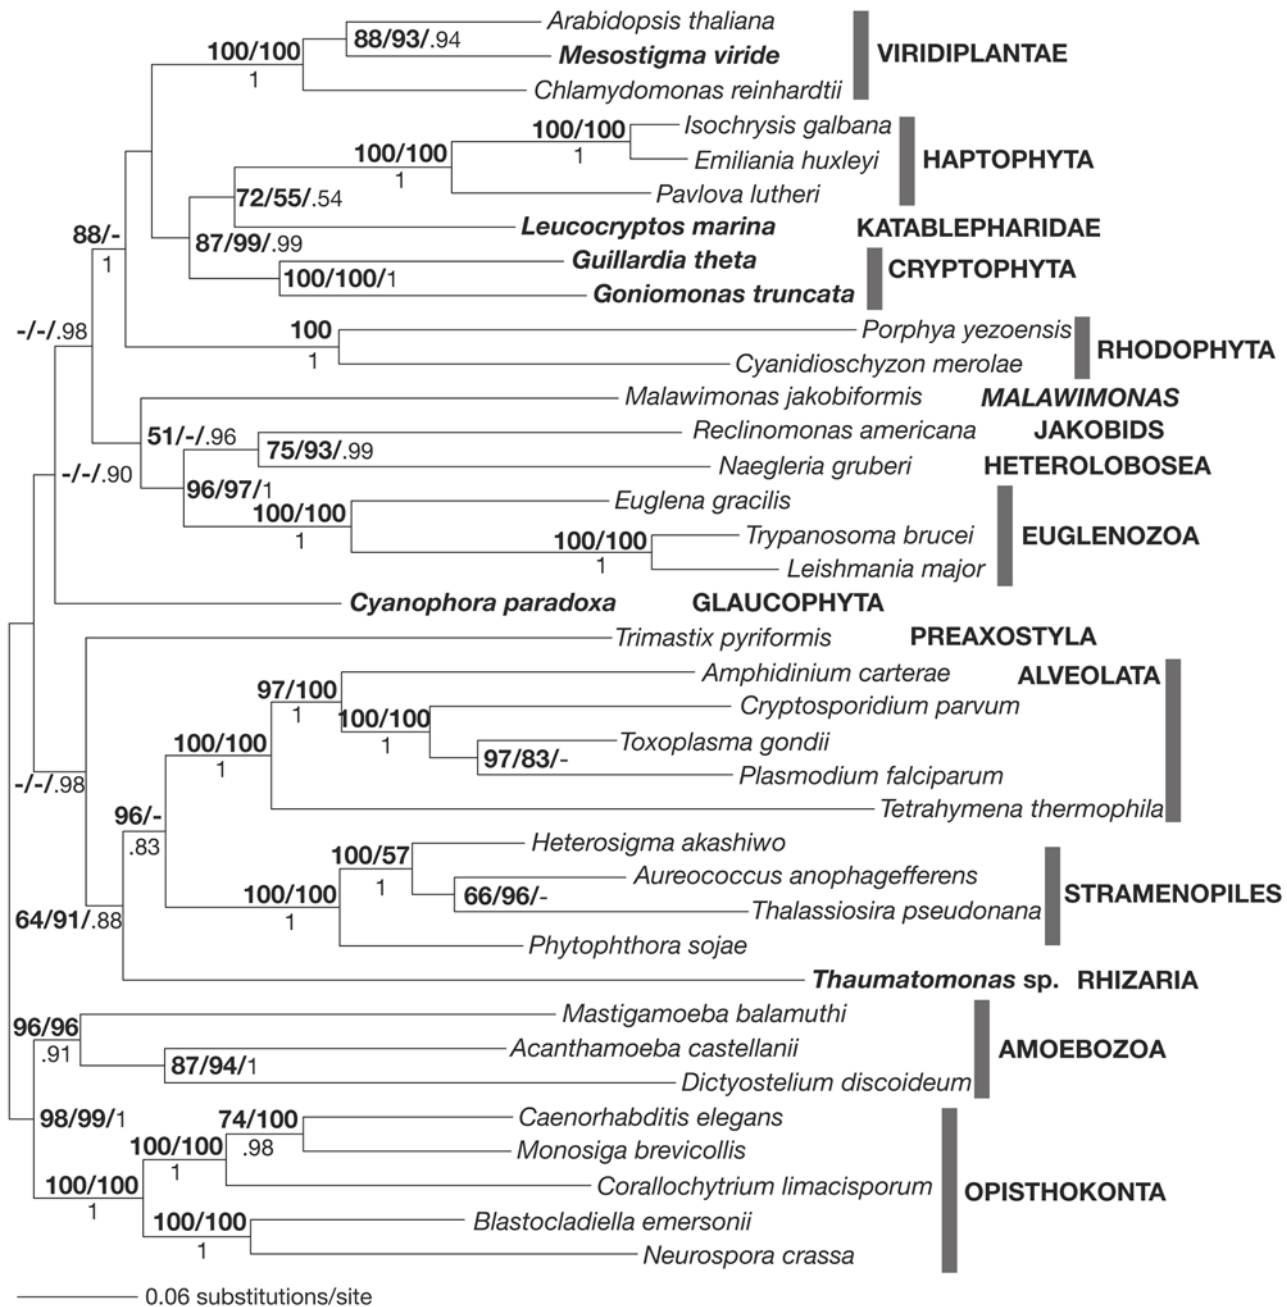 Arabidopsis thaliana
100/100 88/93/.94 VIRIDIPLANTAE
Mesostigma viride
1
Chlamydomonas reinhardtii
Isochrysis galbana
100/100
100/100 1 Emiliania huxleyi HAPTOPHYTA
1
72/55/.54 Pavlova lutheri
Leucocryptos marina KATABLEPHARIDAE
88/-
87/99/.99
1 Guillardia theta CRYPTOPHYTA
100/100/1
Goniomonas truncata
-/-/.98 100 Porphya yezoensis
1 RHODOPHYTA
Cyanidioschyzon merolae
Malawimonas jakobiformis MALAWIMONAS
51/-/.96 Reclinomonas americana JAKOBIDS
75/93/.99
-/-/.90 Naegleria gruberi HETEROLOBOSEA
96/97/1
100/100 Euglena gracilis
1 100/100 Trypanosoma brucei EUGLENOZOA
1 Leishmania major
Cyanophora paradoxa GLAUCOPHYTA
Trimastix pyriformis PREAXOSTYLA
97/100 Amphidinium carterae ALVEOLATA
1 100/100 Cryptosporidium parvum
100/100 1 Toxoplasma gondii
1 97/83/-
-/-/.98 Plasmodium falciparum
96/- Tetrahymena thermophila
.83 Heterosigma akashiwo
100/57
1 Aureococcus anophagefferens
100/100 66/96/- STRAMENOPILES
64/91/.88 1 Thalassiosira pseudonana
Phytophthora sojae
Thaumatomonas sp. RHIZARIA
96/96 Mastigamoeba balamuthi
.91 Acanthamoeba castellanii AMOEBOZOA
87/94/1
Dictyostelium discoideum
98/99/1 74/100 Caenorhabditis elegans
100/100 .98 Monosiga brevicollis
1
100/100 Corallochytrium limacisporum OPISTHOKONTA
1 100/100 Blastocladiella emersonii
1 Neurospora crassa
0.06 substitutions/site